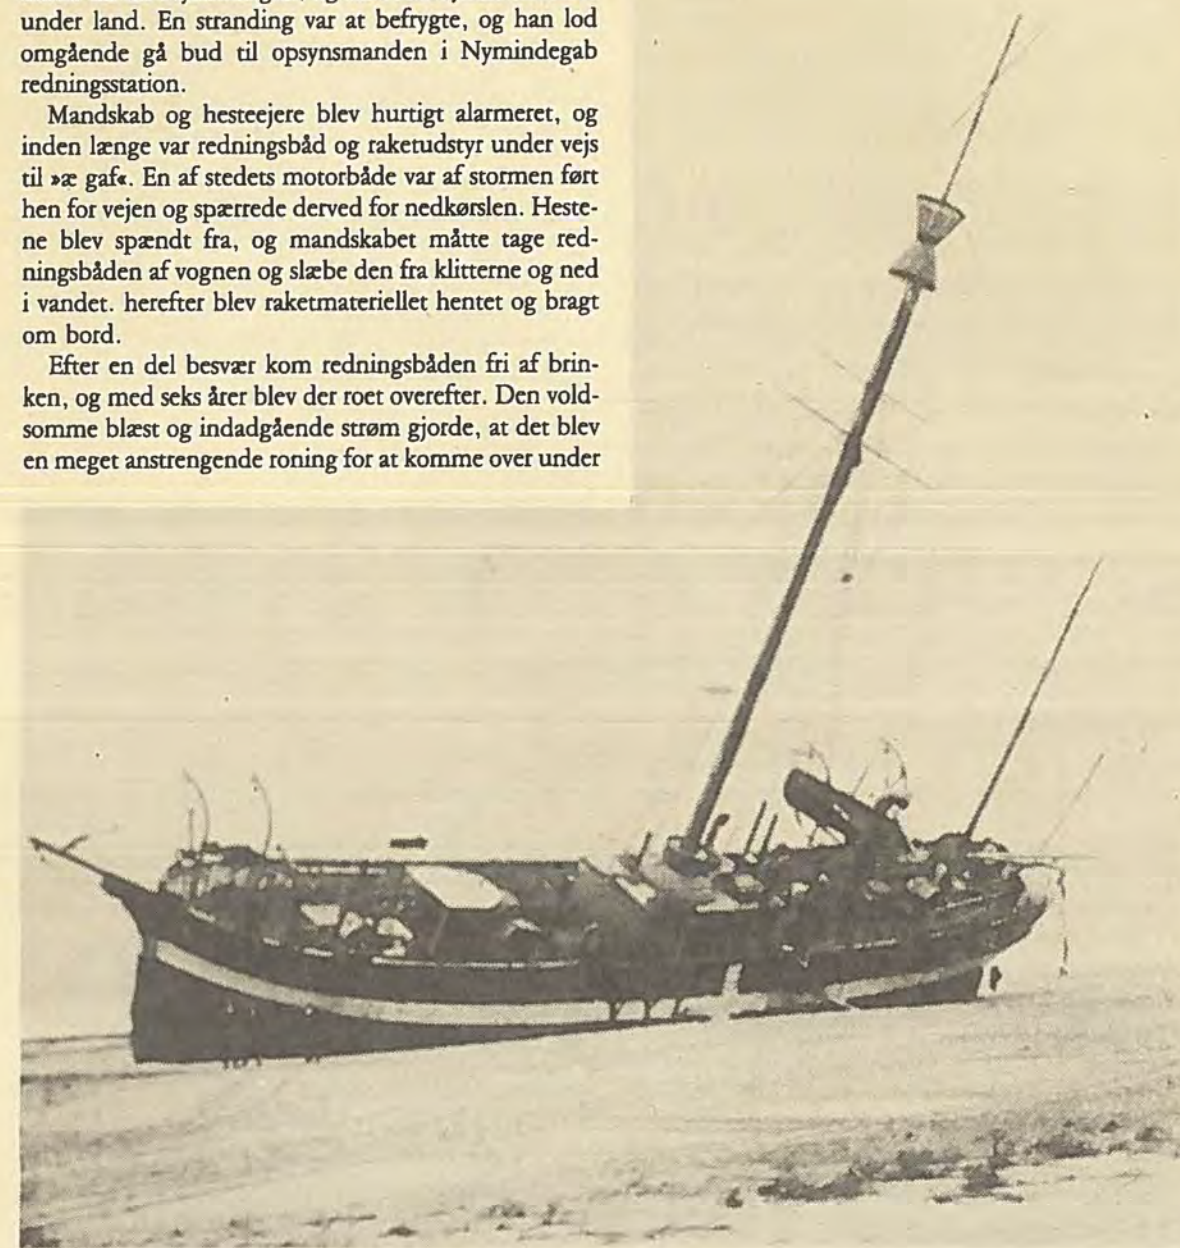 under land. En stranding var at befrygte, og han lod
omgående gå bud til opsynsmanden i Nymindegab
redningsstation.
Mandskab og hesteejere blev hurtigt alarmeret, og
inden længe var redningsbåd og raketudstyr under vejs
til »æ gaf«. En af stedets motorbåde var af stormen ført
hen for vejen og spærrede derved for nedkørslen. Heste-
ne blev spændt fra, og mandskabet måtte tage red-
ningsbåden af vognen og slæbe den fra klitterne og ned
i vandet. herefter blev raketmateriellet hentet og bragt
om bord.
Efter en del besvær kom redningsbåden fri af brin-
ken, og med seks årer blev der roet overefter. Den vold-
somme blæst og indadgående strøm gjorde, at det blev
en meget anstrengende roning for at komme over under